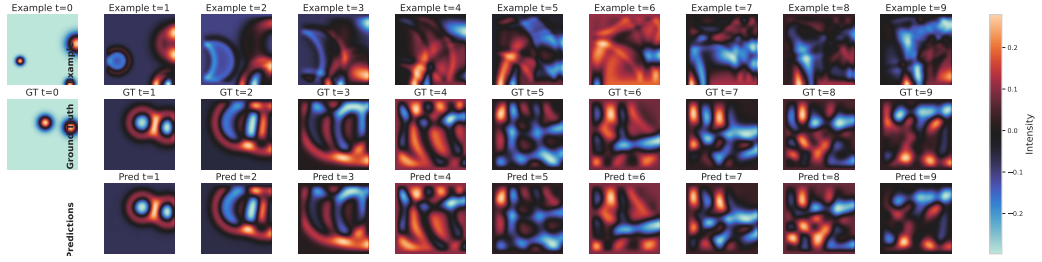 Example t=0 Example t=1 Example t=2 Example t=3 Example t=4 Example t=5 Example t=6 Example t=7 Example t=8 Example t=9
GT t=0 GT t=1 GT t=2 GT t=3 GT t=4 GT t=5 GT t=6 GT t=7 GT t=8 GT t=9
Pred t=1 Pred t=2 Pred t=3 Pred t=4 Pred t=5 Pred t=6 Pred t=7 Pred t=8 Pred t=9
Predictions
0.2
0.1
0.0
−0.1
−0.2
Intensity